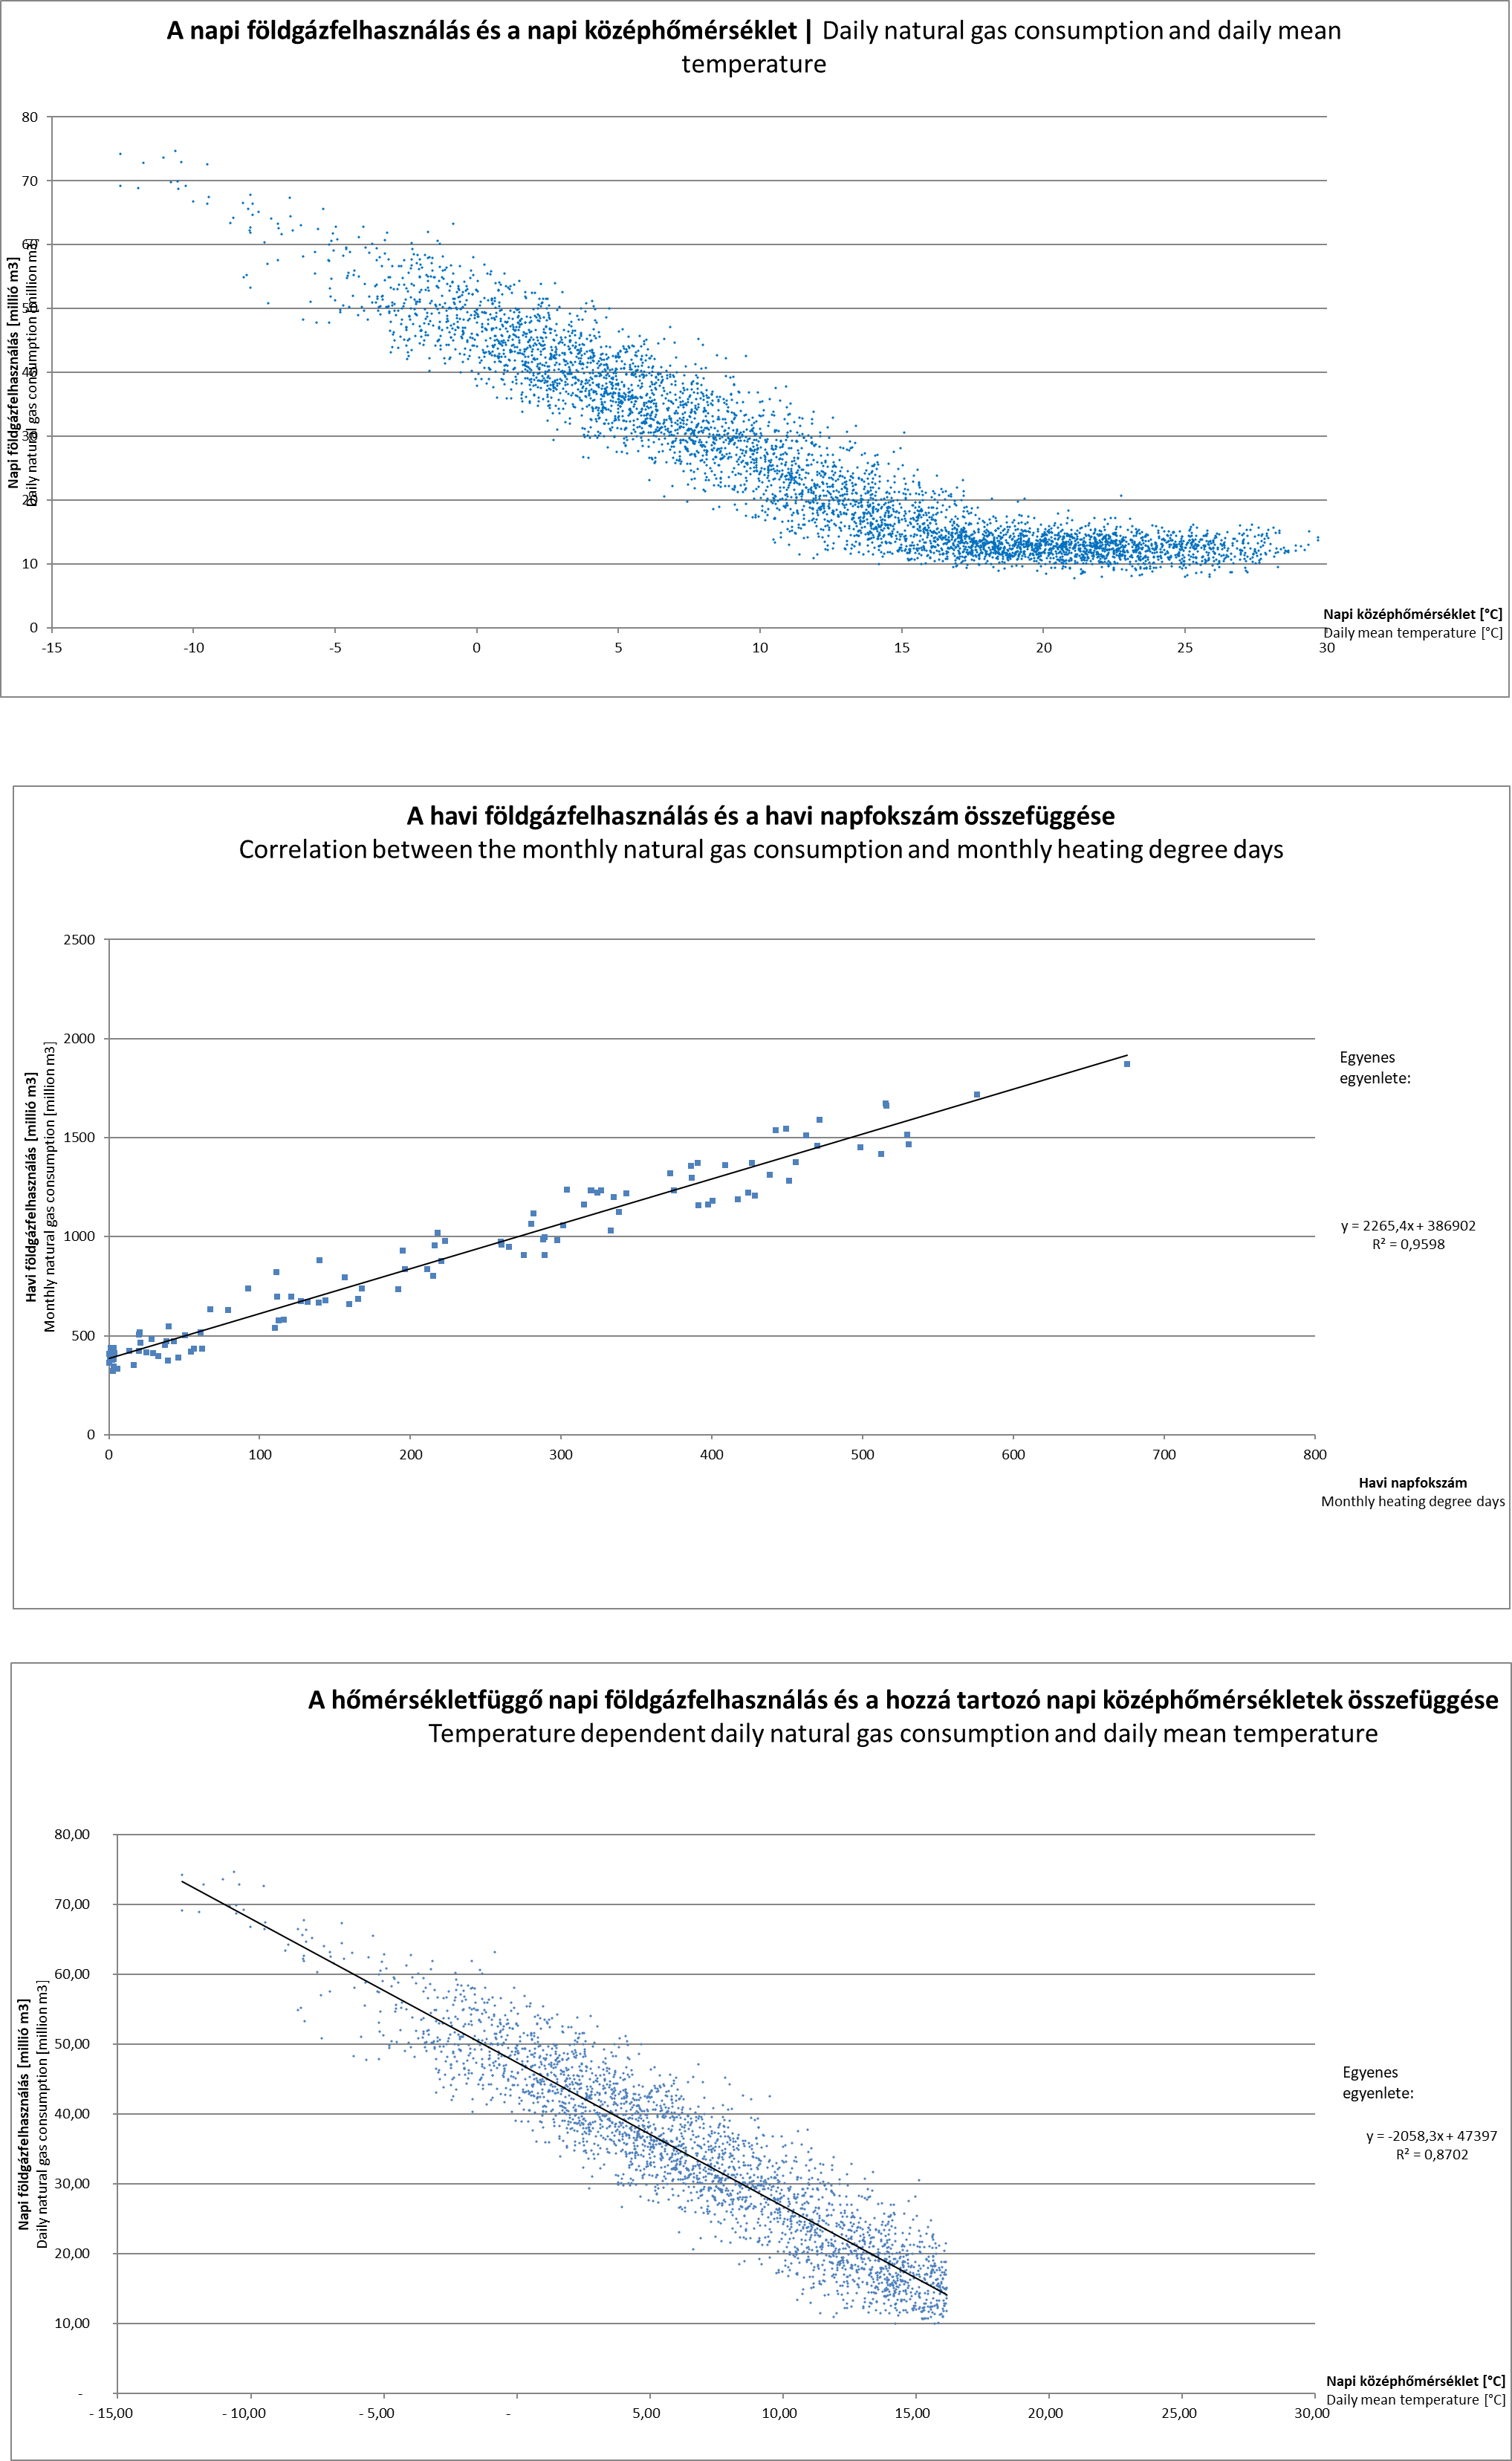 A napi földgázfelhasználás és a napi középhőmérséklet | Daily natural gas consumption and daily mean
temperature
Napi földgázfelhasználás [millió m3]
Daily natural gas consumption [million m3]
80
70
60
50
40
30
20
10
0
-15 -10 -5 0 5 10 15 20 25 30
Napi középhőmérséklet [°C]
Daily mean temperature [°C]
A havi földgázfelhasználás és a havi napfokszám összefüggése
Correlation between the monthly natural gas consumption and monthly heating degree days
Havi földgázfelhasználás [millió m3]
Monthly natural gas consumption [million m3]
2500
2000
1500
1000
500
0
0 100 200 300 400 500 600 700 800
Egyenes
egyenlete:
y = 2265,4x + 386902
R² = 0,9598
Havi napfokszám
Monthly heating degree days
A hőmérsékletfüggő napi földgázfelhasználás és a hozzá tartozó napi középhőmérsékletek összefüggése
Temperature dependent daily natural gas consumption and daily mean temperature
Napi földgázfelhasználás [millió m3]
Daily natural gas consumption [million m3]
80,00
70,00
60,00
50,00
40,00
30,00
20,00
10,00
-
- 15,00 - 10,00 - 5,00 - 5,00 10,00 15,00 20,00 25,00 30,00
Egyenes
egyenlete:
y = -2058,3x + 47397
R² = 0,8702
Napi középhőmérséklet [°C]
Daily mean temperature [°C]